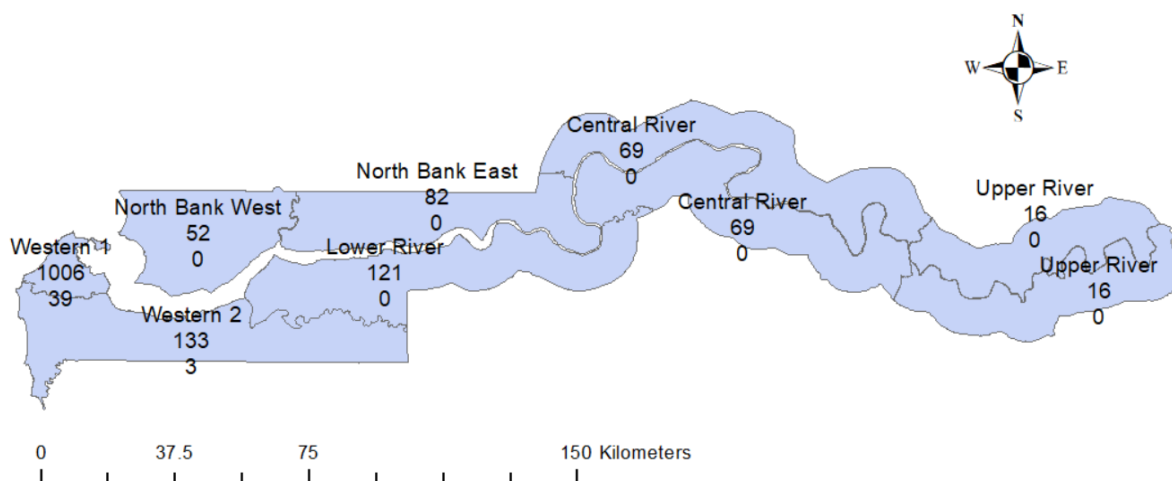 N
W E
S
Central River
69
0
North Bank East
82
0
Upper River
16
0
North Bank West
52
0
Central River
69
0
Western 1
1006
39
Lower River
121
0
Upper River
16
0
Western 2
133
3
0 37.5 75 150 Kilometers